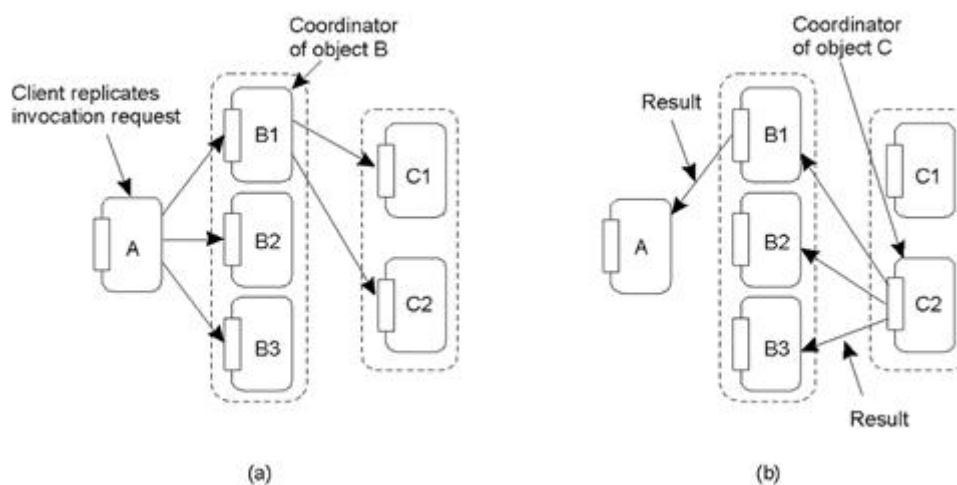 Coordinator
of object B
Client replicates
invocation request
A
B1
B2
B3
C1
C2
(a)
Coordinator
of object C
Result
A
B1
B2
B3
C1
C2
Result
(b)